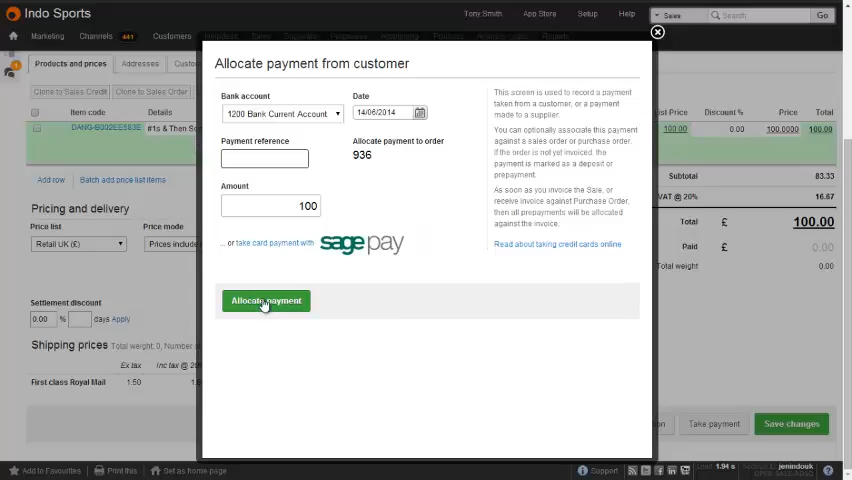 Indo Sports
Tony Smith
App Store
Setup
Help
Sales
Search
Go
Marketing
Channels
441
Customers
Products and prices
Addresses
Clone to Sales Credit
Clone to Sales Order
Item code
Details
List Price
Discount %
Price
Total
DANG-B002EE583E
#1s & Then So
100.00
0.00
100.0000
100.00
Add row
Batch add price list items
Subtotal
83.33
VAT @ 20%
16.67
Pricing and delivery
Price list
Price mode
Retail UK (£)
Prices include
Total
£
100.00
Paid
£
0.00
Total weight
0.00
Settlement discount
0.00
%
days
Apply
Shipping prices
Total weight: 0, Number o
Ex tax
Inc tax @ 20%
First class Royal Mail
1.50
Allocate payment from customer
Bank account
Date
1200 Bank Current Account
14/06/2014
Payment reference
Allocate payment to order
936
Amount
100
... or take card payment with
sage pay
Allocate payment
This screen is used to record a payment
taken from a customer, or a payment
made to a supplier.
You can optionally associate this payment
against a sales order or purchase order.
If the order is not yet invoiced, the
payment is marked as a deposit or
prepayment.
As soon as you invoice the Sale, or
receive invoice against Purchase Order,
then all prepayments will be allocated
against the invoice.
Read about taking credit cards online
Take payment
Save changes
Add to Favourites
Print this
Set as home page
Support
1.94 s
jenindouk